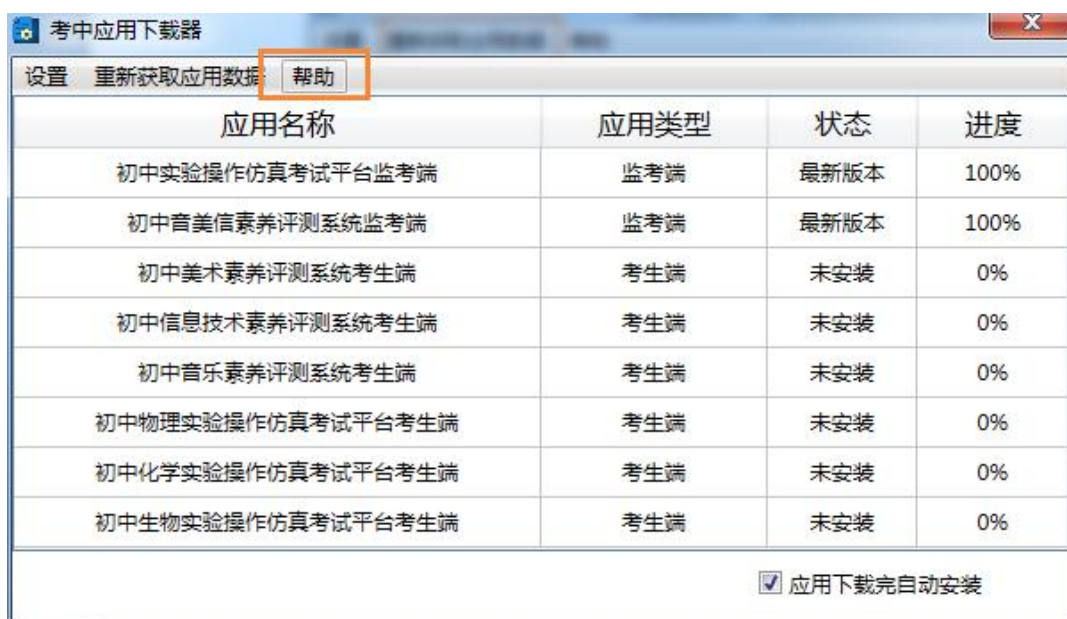 考中应用下载器
设置 重新获取应用数据 帮助
应用名称 应用类型 状态 进度
初中实验操作仿真考试平台监考端 监考端 最新版本 100%
初中音美信素养评测系统监考端 监考端 最新版本 100%
初中美术素养评测系统考生端 考生端 未安装 0%
初中信息技术素养评测系统考生端 考生端 未安装 0%
初中音乐素养评测系统考生端 考生端 未安装 0%
初中物理实验操作仿真考试平台考生端 考生端 未安装 0%
初中化学实验操作仿真考试平台考生端 考生端 未安装 0%
初中生物实验操作仿真考试平台考生端 考生端 未安装 0%
应用下载完自动安装